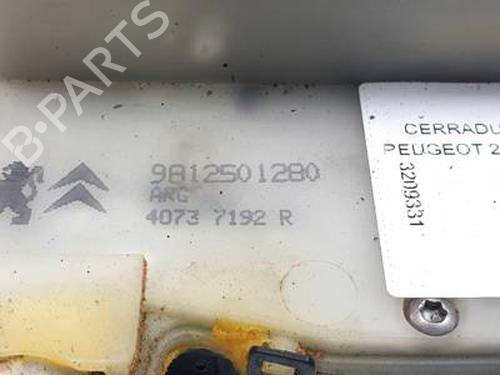 B-PARTS
9812501280
ARG
4073 7192 R
CERRADU
PEUGEOT 2
3209331